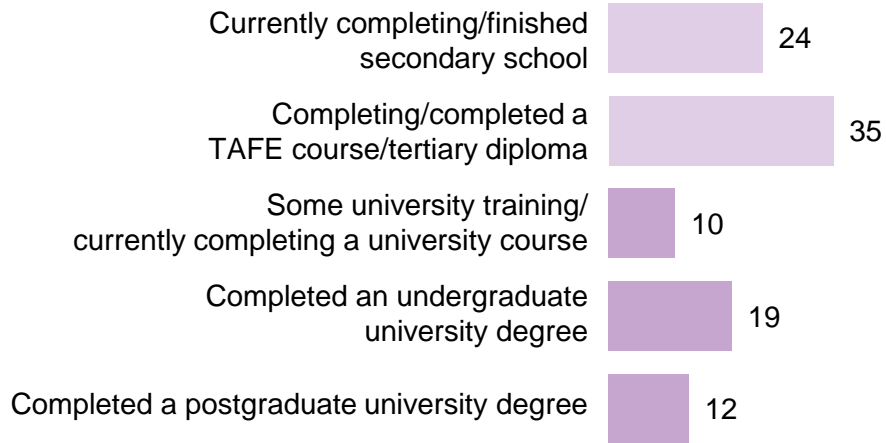 Currently completing/finished
secondary school
24
Completing/completed a
TAFE course/tertiary diploma
35
Some university training/
currently completing a university course
10
Completed an undergraduate
university degree
19
Completed a postgraduate university degree
12